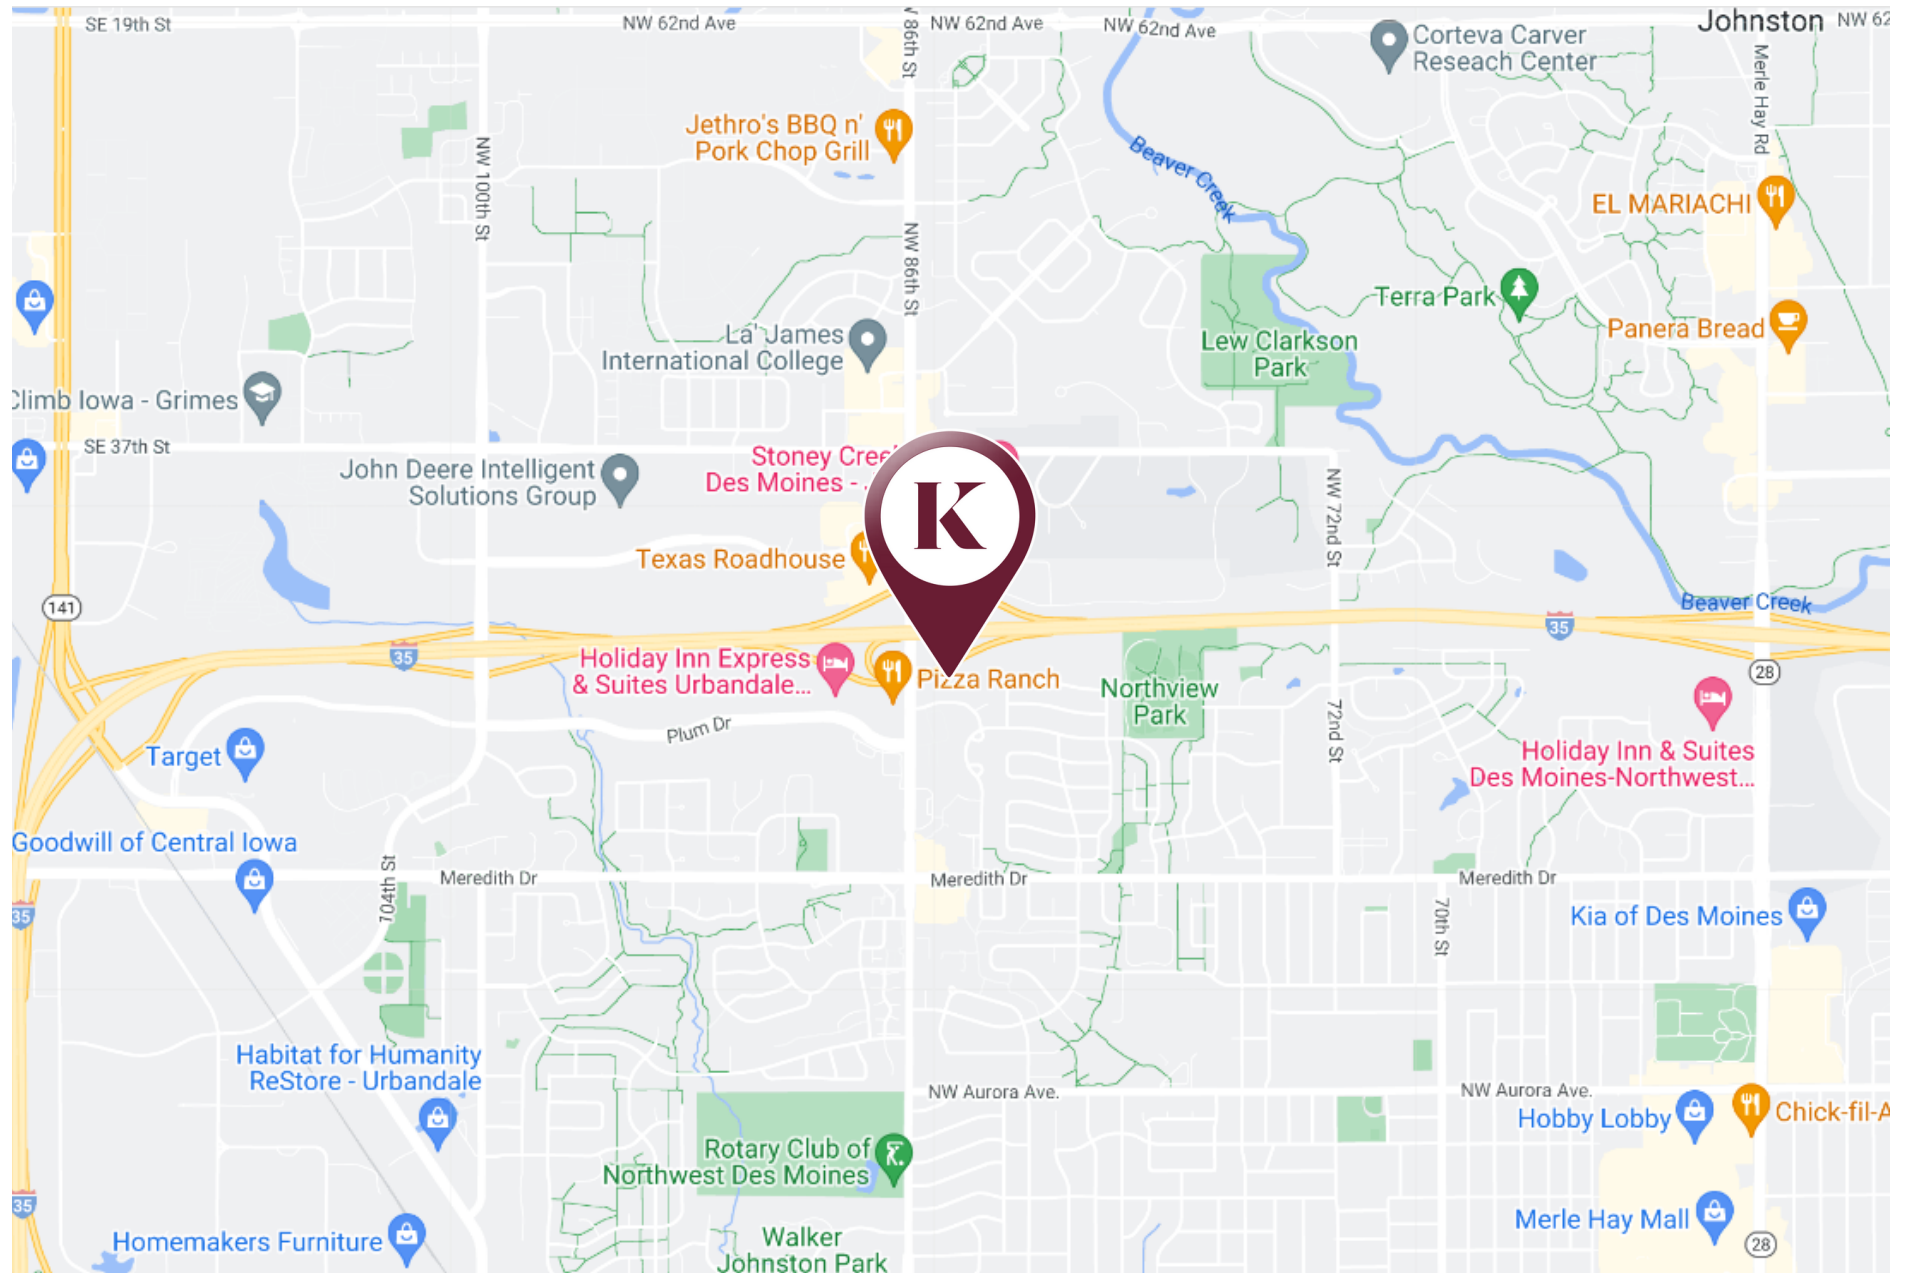 SE 19th St
NW 62nd Ave
86th St
NW 62nd Ave
NW 62nd Ave
Corteva Carver
Reseach Center
Johnston
NW 62
Merle Hay Rd
Jethro's BBQ n'
Pork Chop Grill
NW 100th St
Beaver Creek
EL MARIACHI
NW 86th St
Terra Park
Panera Bread
La' James
International College
Lew Clarkson
Park
Climb Iowa - Grimes
SE 37th St
Stoney Cree
Des Moines - .
John Deere Intelligent
Solutions Group
K
NW 72nd St
Texas Roadhouse
141
Beaver Creek
35
35
Holiday Inn Express
& Suites Urbandale...
Pizza Ranch
Northview
Park
28
Plum Dr
72nd St
Target
Holiday Inn & Suites
Des Moines-Northwest...
Goodwill of Central Iowa
704th St
Meredith Dr
Meredith Dr
Meredith Dr
35
70th St
Kia of Des Moines
Habitat for Humanity
ReStore - Urbandale
NW Aurora Ave.
NW Aurora Ave.
Hobby Lobby
Chick-fil-A
Rotary Club of
Northwest Des Moines
35
Merle Hay Mall
Homemakers Furniture
Walker
Johnston Park
28